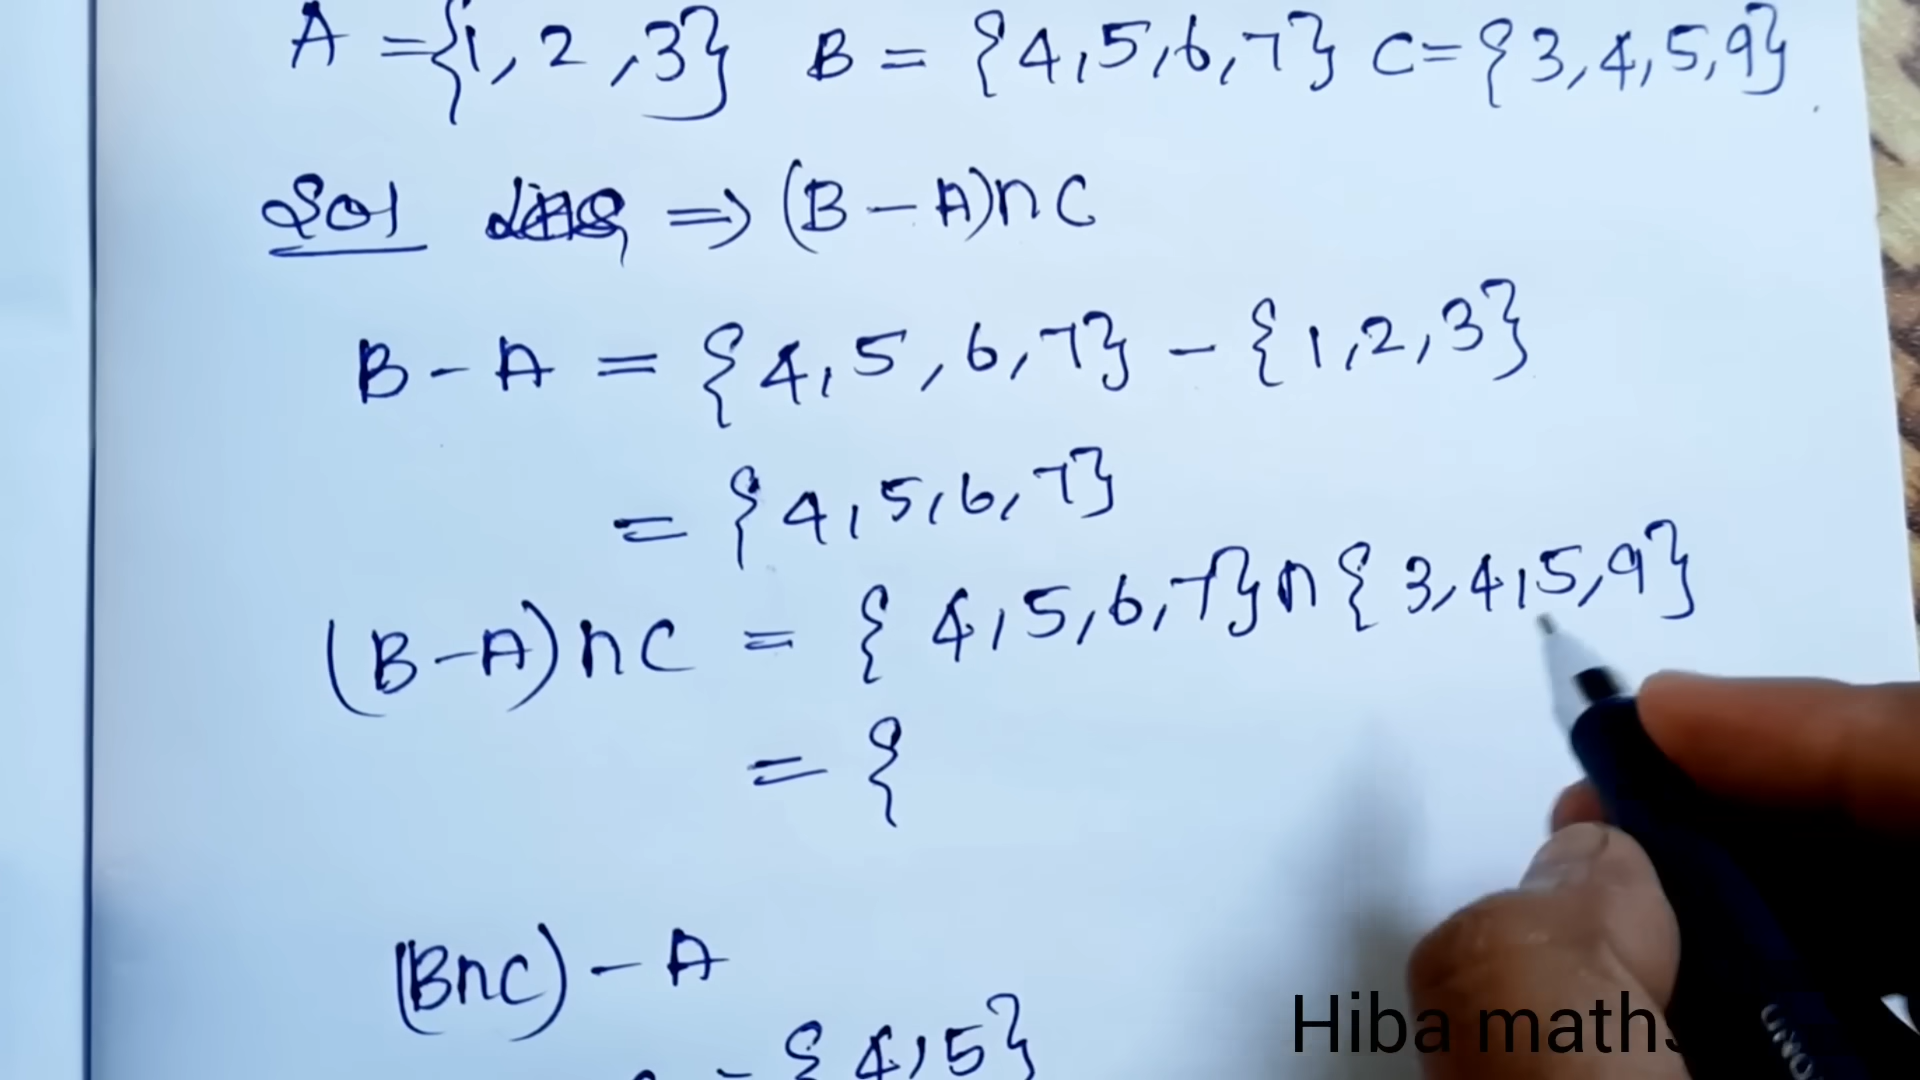 A = {1, 2, 3} B = {4, 5, 6, 7} C = {3, 4, 5, 9}
Sol ⇒ (B – A)∩C
B – A = {4, 5, 6, 7} – {1, 2, 3}
= {4, 5, 6, 7}
(B–A)∩C = {4, 5, 6, 7}∩{3, 4, 5, 9}
= {
(B∩C) – A
= {4, 5}
Hiba maths